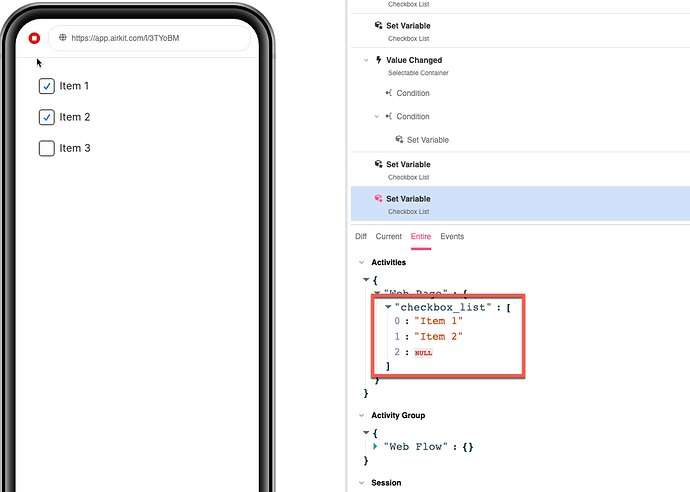 https://app.airkit.com/l/3TYoBM
Item 1
Item 2
Item 3
Checkbox List
Set Variable
Checkbox List
Value Changed
Selectable Container
Condition
Condition
Set Variable
Set Variable
Checkbox List
Set Variable
Checkbox List
Diff Current Entire Events
Activities
{
"Web Page" : {
"checkbox_list" : [
0 : "Item 1"
1 : "Item 2"
2 : NULL
]
}
}
Activity Group
{
"Web Flow" : {}
}
Session